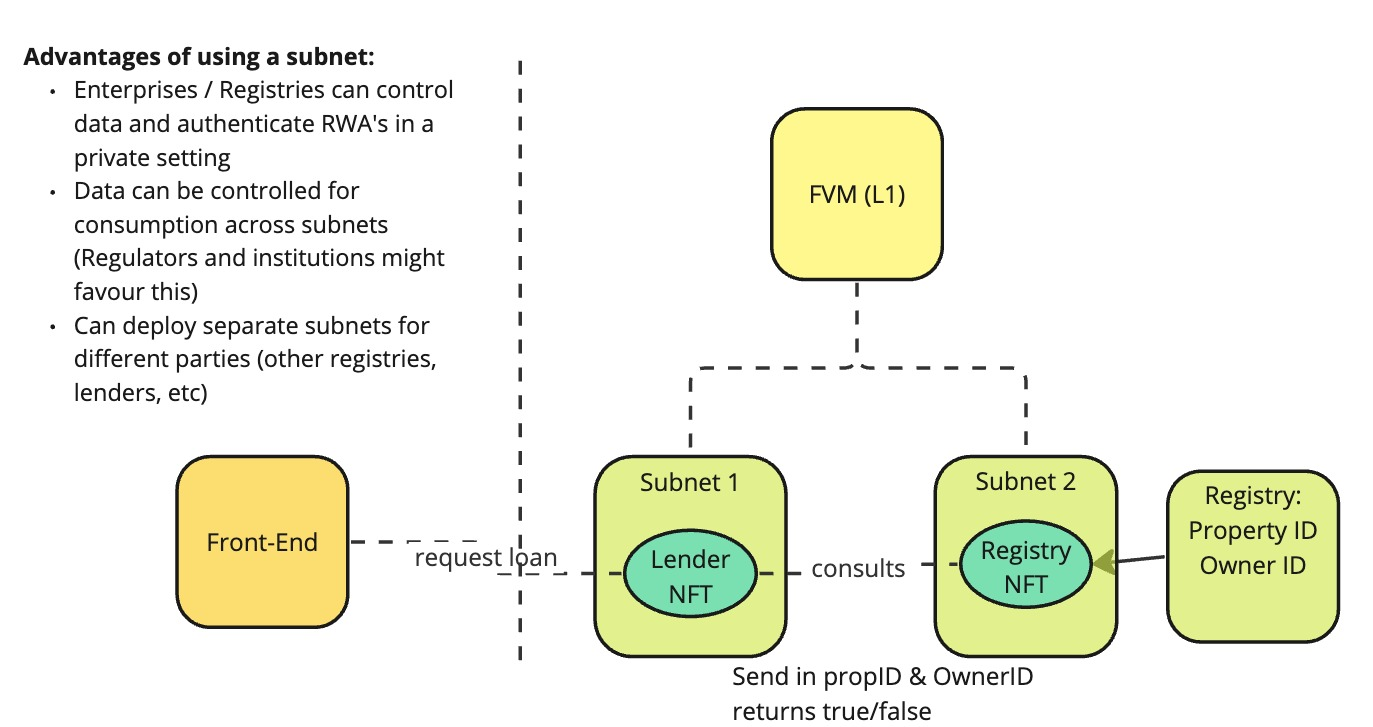 Advantages of using a subnet:
• Enterprises / Registries can control
data and authenticate RWA's in a
private setting
• Data can be controlled for
consumption across subnets
(Regulators and institutions might
favour this)
• Can deploy separate subnets for
different parties (other registries,
lenders, etc)
FVM (L1)
Front-End
request loan
Subnet 1
Lender
NFT
consults
Subnet 2
Registry
NFT
Registry:
Property ID
Owner ID
Send in propID & OwnerID
returns true/false